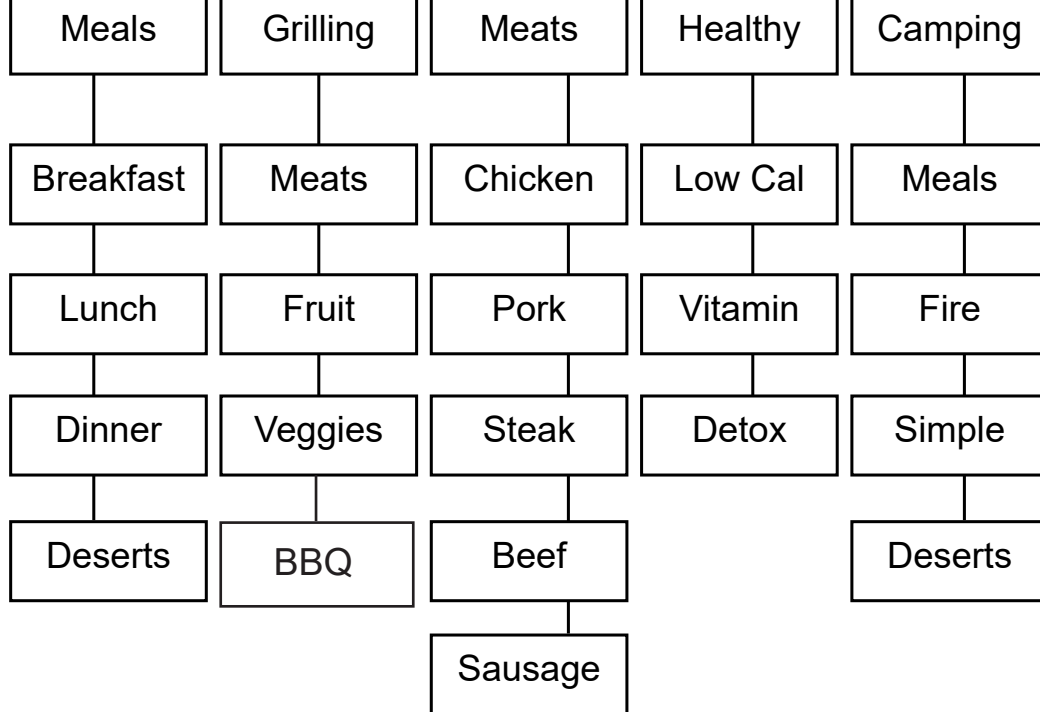 Meals Grilling Meats Healthy Camping
Breakfast Meats Chicken Low Cal Meals
Lunch Fruit Pork Vitamin Fire
Dinner Veggies Steak Detox Simple
Deserts BBQ Beef Deserts
Sausage